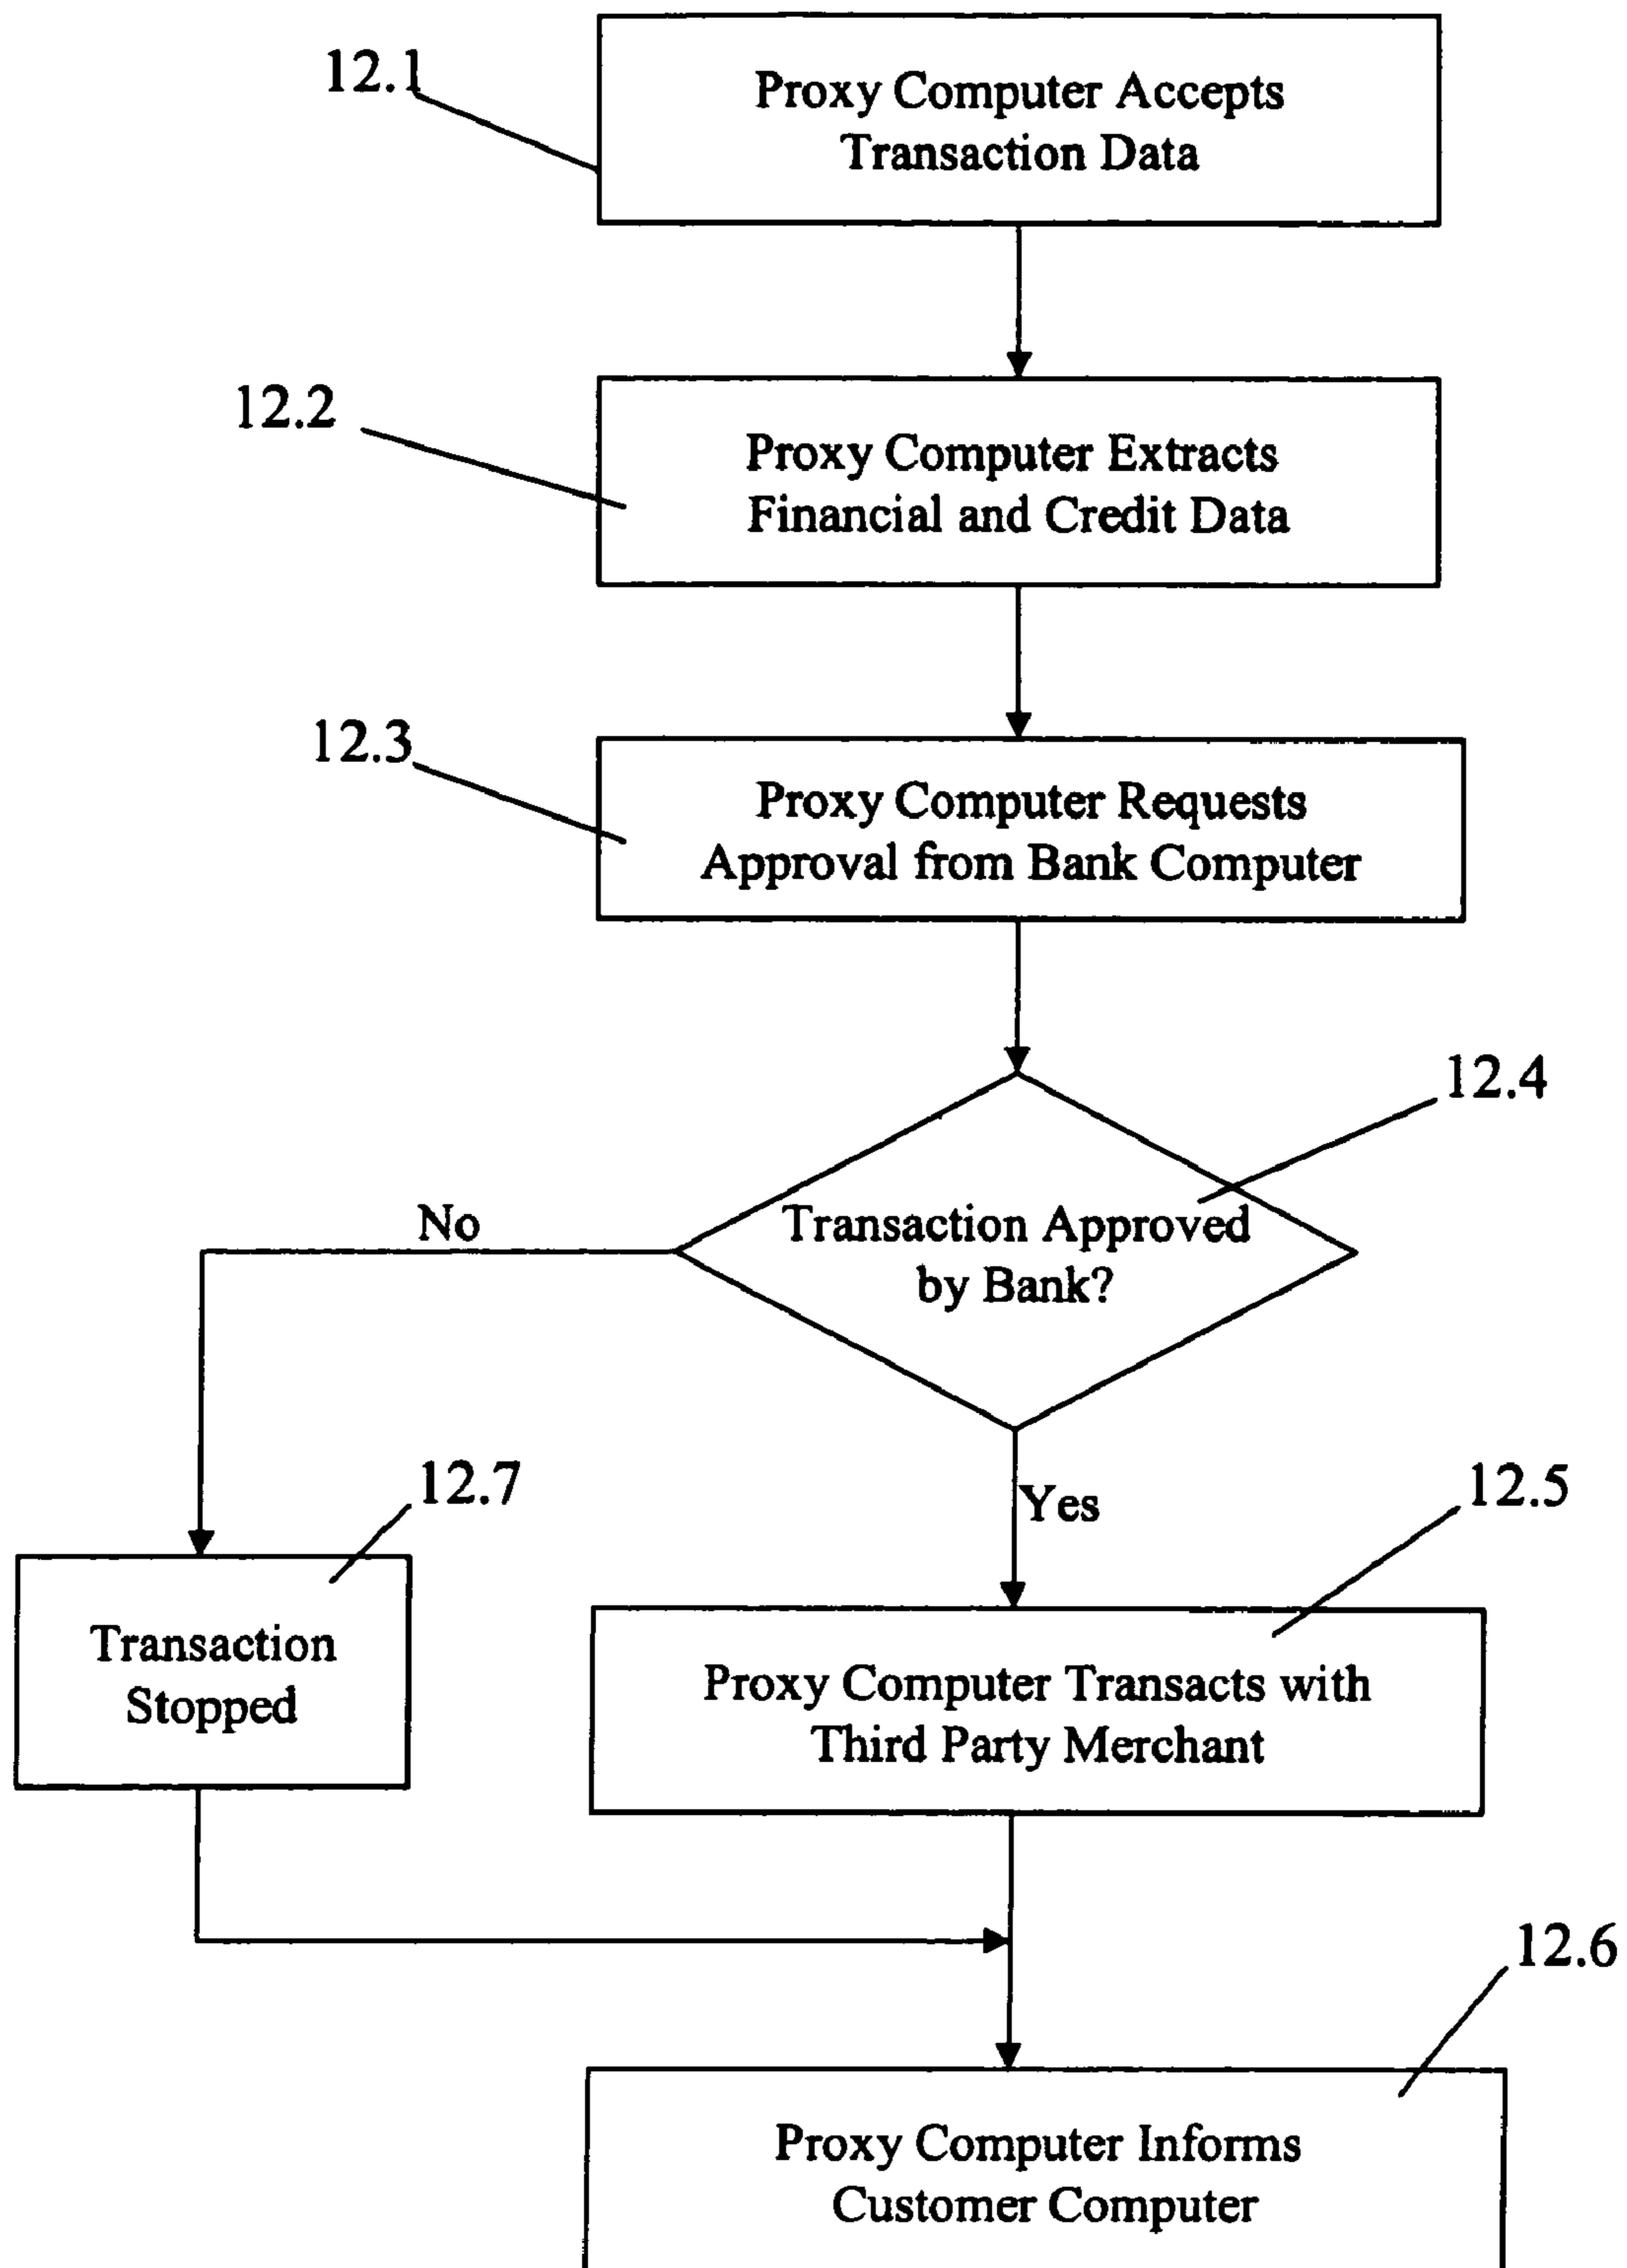 12.1
Proxy Computer Accepts
Transaction Data
12.2
Proxy Computer Extracts
Financial and Credit Data
12.3
Proxy Computer Requests
Approval from Bank Computer
12.4
Transaction Approved
by Bank?
No
Yes
12.7
Transaction
Stopped
12.5
Proxy Computer Transacts with
Third Party Merchant
12.6
Proxy Computer Informs
Customer Computer